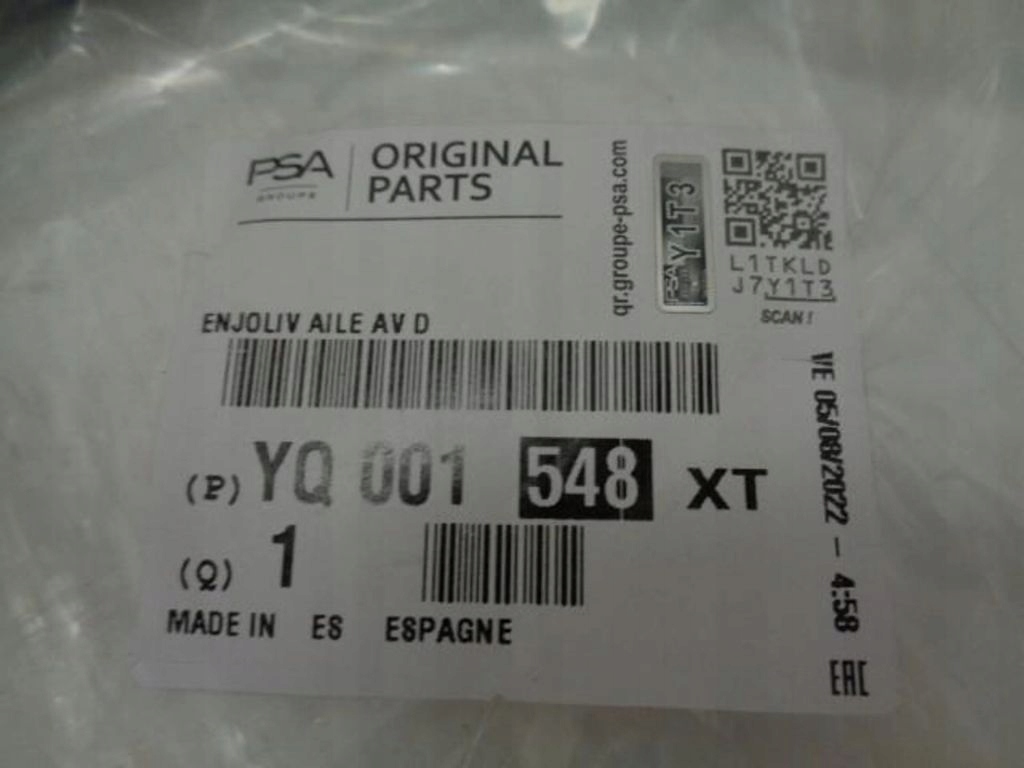 PSA
GROUPE
ORIGINAL
PARTS
qr.groupe-psa.com
PSA Y1T3
L1TKLD
J7Y1T3
SCAN!
ENJOLIV AILE AV D
(P) YQ 001 548 XT
(Q) 1
MADE IN ES ESPAGNE
VE 05/08/2022 - 4:58
EAC